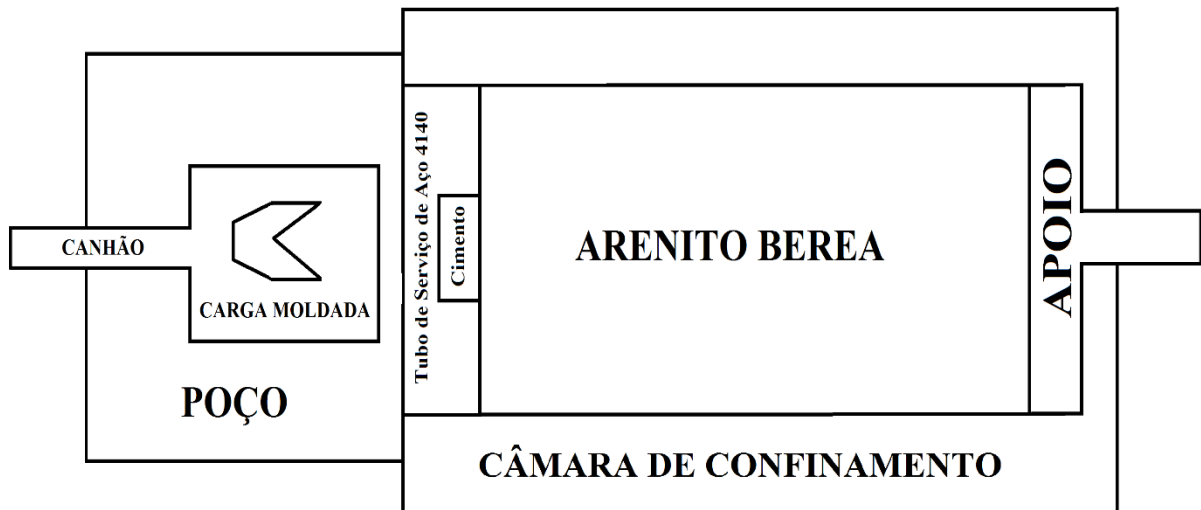 CANHÃO
CARGA MOLDADA
POÇO
Tubo de Serviço de Aço 4140
Cimento
ARENITO BEREA
APOIO
CÂMARA DE CONFINAMENTO